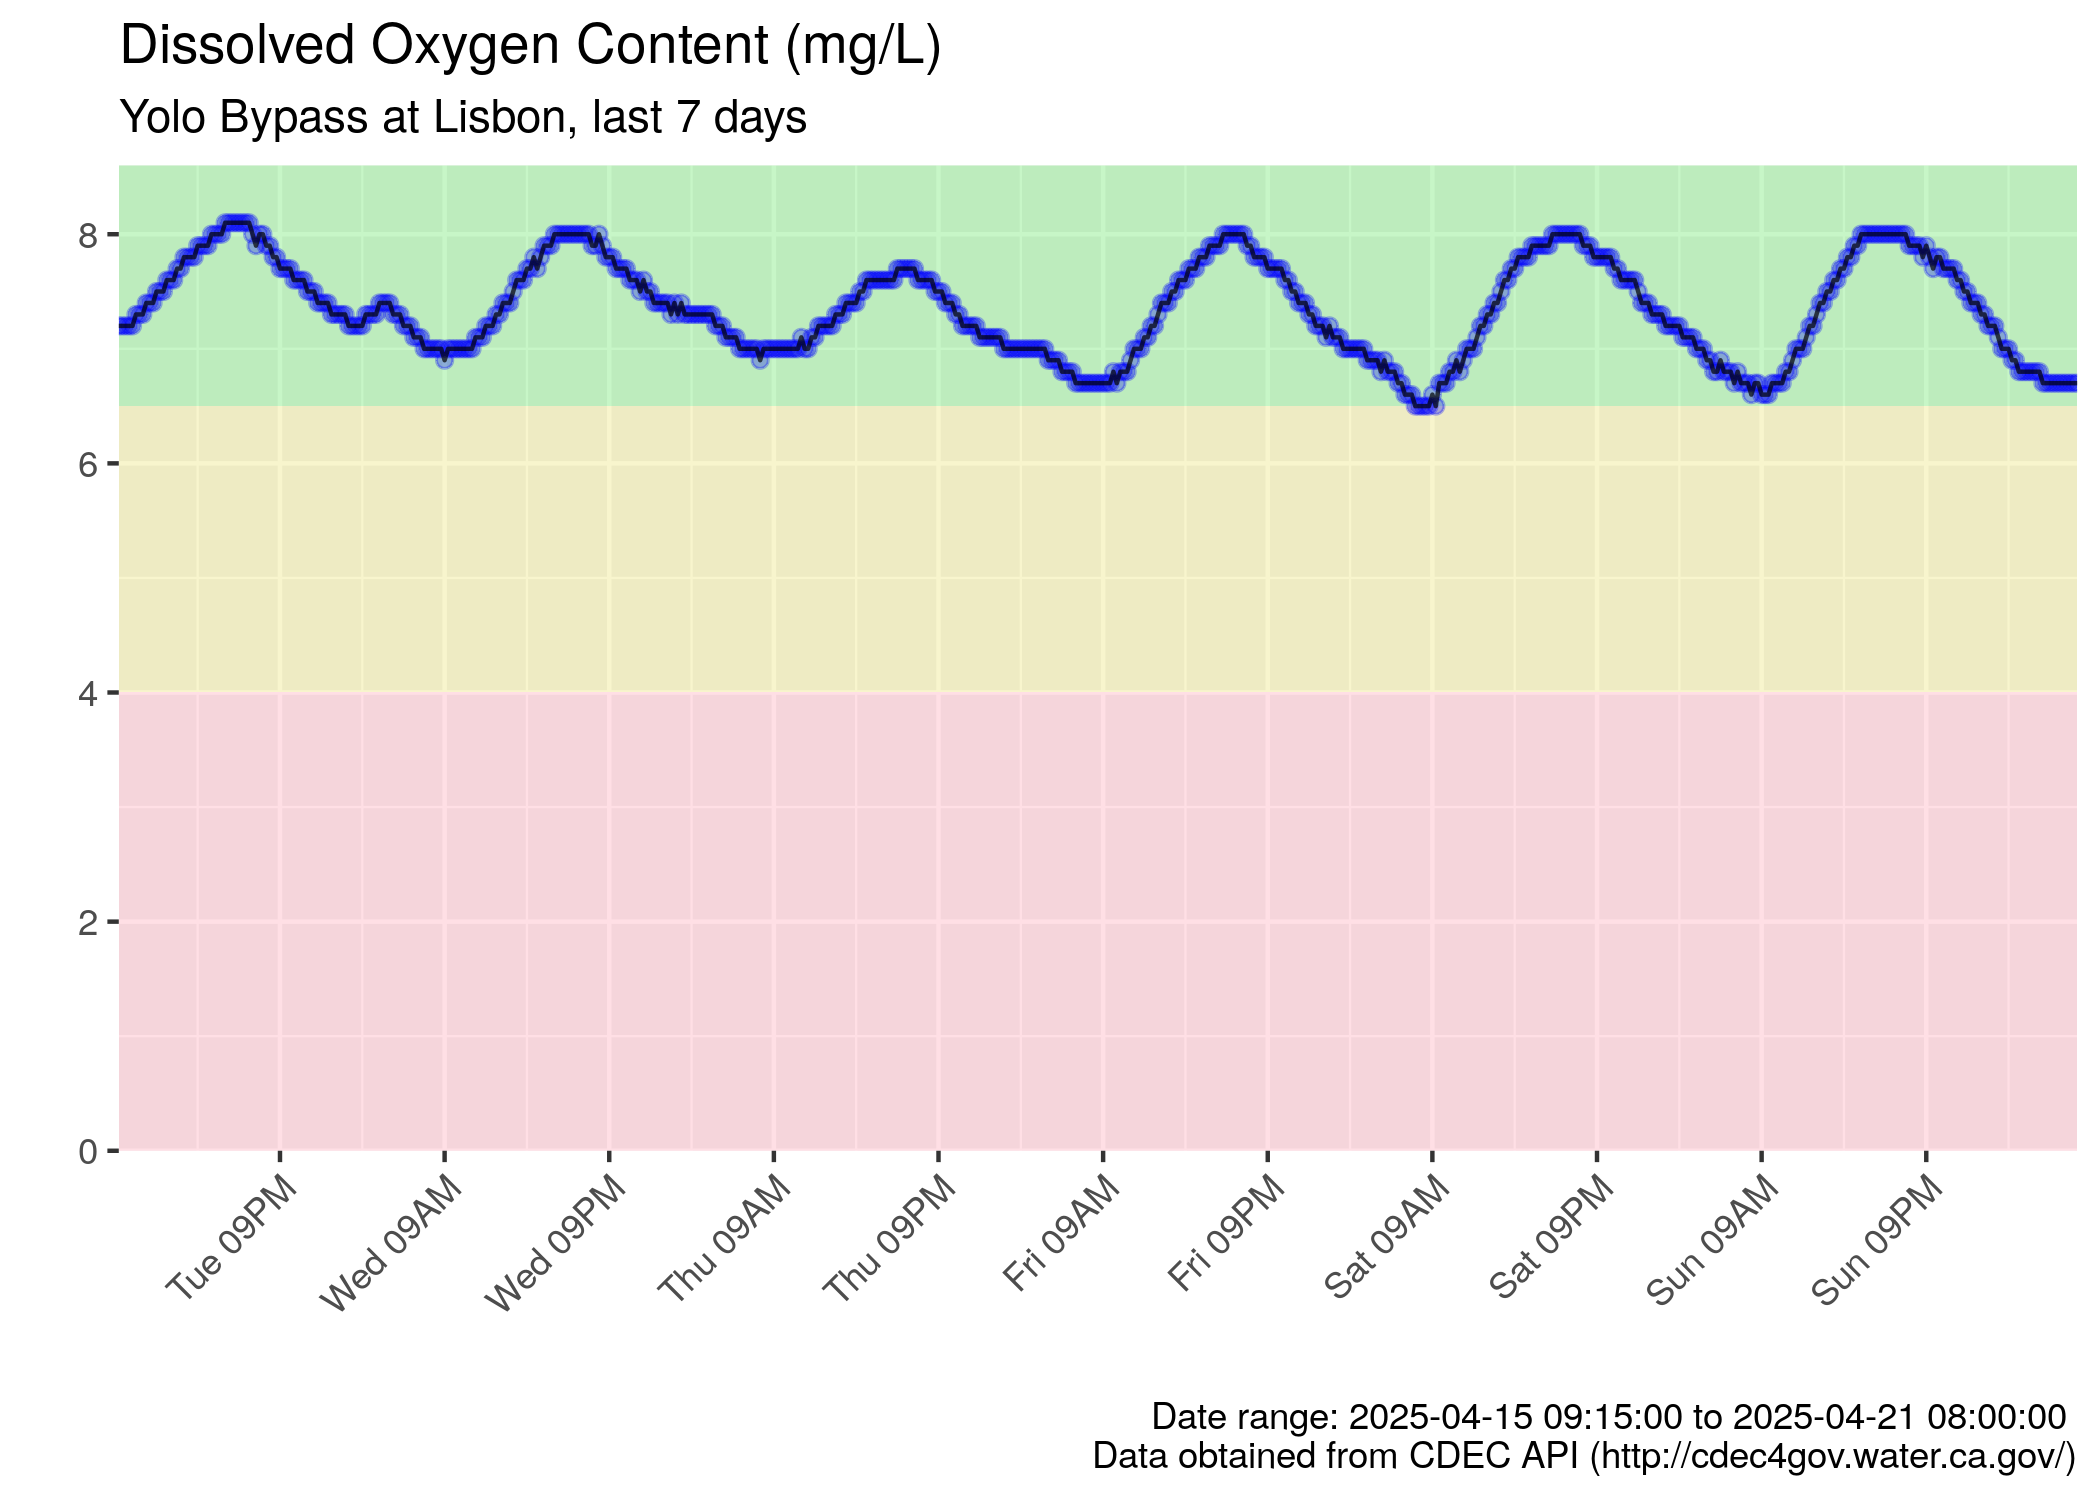 Dissolved Oxygen Content (mg/L)
Yolo Bypass at Lisbon, last 7 days
8
6
4
2
0
Tue 09PM
Wed 09AM
Wed 09PM
Thu 09AM
Thu 09PM
Fri 09AM
Fri 09PM
Sat 09AM
Sat 09PM
Sun 09AM
Sun 09PM
Date range: 2025-04-15 09:15:00 to 2025-04-21 08:00:00
Data obtained from CDEC API (http://cdec4gov.water.ca.gov/)